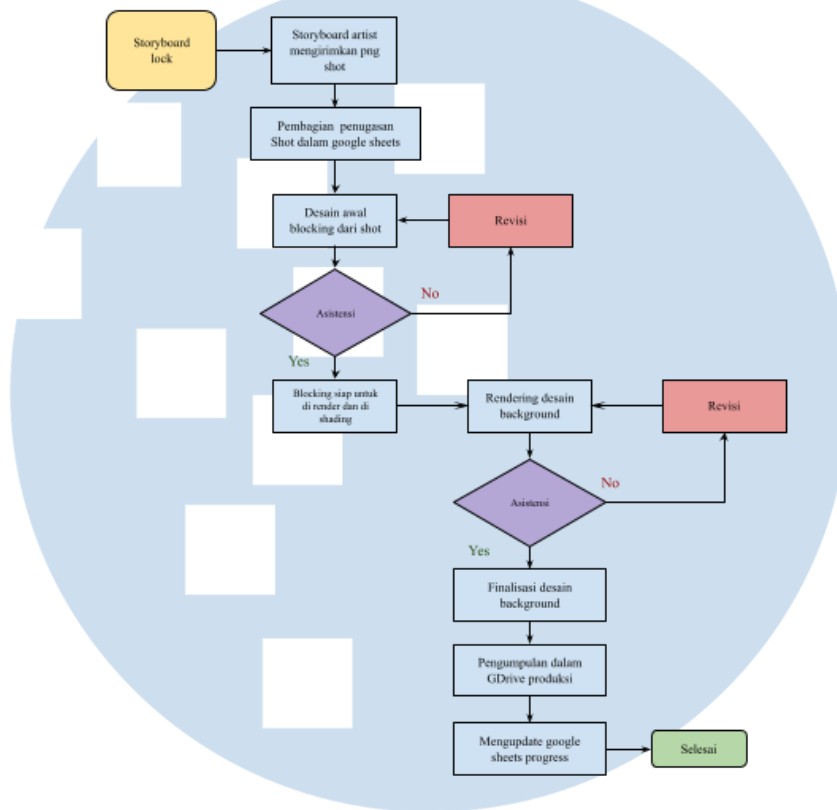 Storyboard
lock
Storyboard artist
mengirimkan png
shot
Pembagian penugasan
Shot dalam google sheets
Desain awal
blocking dari shot
Revisi
Asistensi
No
Yes
Blocking siap untuk
di render dan di
shading
Rendering desain
background
Revisi
Asistensi
No
Yes
Finalisasi desain
background
Pengumpulan dalam
GDrive produksi
Mengupdate google
sheets progress
Selesai